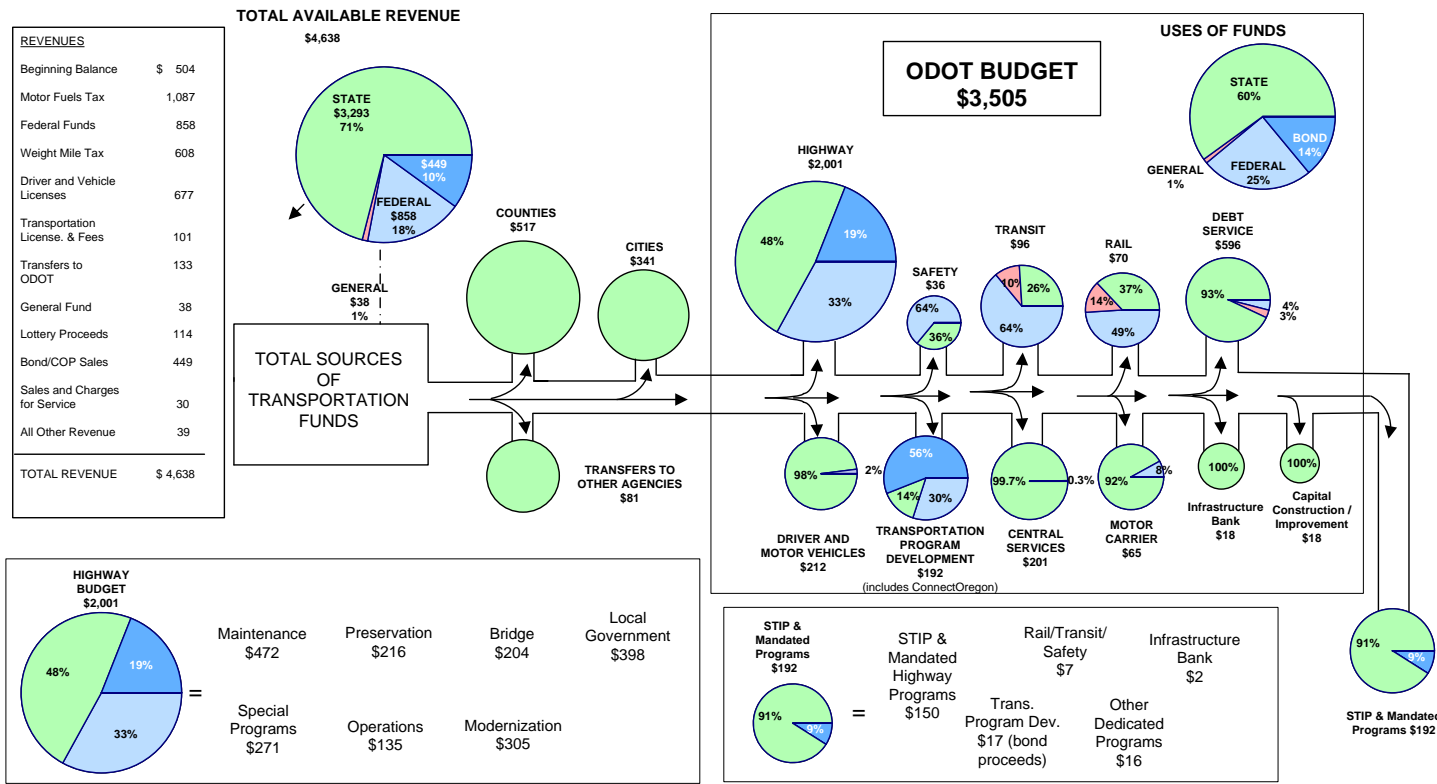 TOTAL AVAILABLE REVENUE
$4,638
REVENUES
Beginning Balance $ 504
Motor Fuels Tax 1,087
Federal Funds 858
Weight Mile Tax 608
Driver and Vehicle
Licenses 677
Transportation
License. & Fees 101
Transfers to
ODOT 133
General Fund 38
Lottery Proceeds 114
Bond/COP Sales 449
Sales and Charges
for Service 30
All Other Revenue 39
TOTAL REVENUE $ 4,638
STATE
$3,293
71%
$449
10%
FEDERAL
$858
18%
GENERAL
$38
1%
TOTAL SOURCES
OF
TRANSPORTATION
FUNDS
COUNTIES
$517
CITIES
$341
TRANSFERS TO
OTHER AGENCIES
$81
ODOT BUDGET
$3,505
USES OF FUNDS
STATE
60%
BOND
14%
GENERAL
1%
FEDERAL
25%
HIGHWAY
$2,001
48%
19%
33%
SAFETY
$36
64%
36%
TRANSIT
$96
10%
26%
64%
RAIL
$70
37%
14%
49%
DEBT
SERVICE
$596
93%
4%
3%
98%
2%
DRIVER AND
MOTOR VEHICLES
$212
56%
14%
30%
TRANSPORTATION
PROGRAM
DEVELOPMENT
$192
(includes ConnectOregon)
99.7%
0.3%
CENTRAL
SERVICES
$201
92%
8%
MOTOR
CARRIER
$65
100%
Infrastructure
Bank
$18
100%
Capital
Construction /
Improvement
$18
91%
9%
STIP & Mandated
Programs $192
HIGHWAY
BUDGET
$2,001
48%
19%
33%
=
Maintenance
$472
Preservation
$216
Bridge
$204
Local
Government
$398
Special
Programs
$271
Operations
$135
Modernization
$305
STIP &
Mandated
Programs
$192
91%
9%
=
STIP &
Mandated
Highway
Programs
$150
Rail/Transit/
Safety
$7
Infrastructure
Bank
$2
Trans.
Program Dev.
$17 (bond
proceeds)
Other
Dedicated
Programs
$16